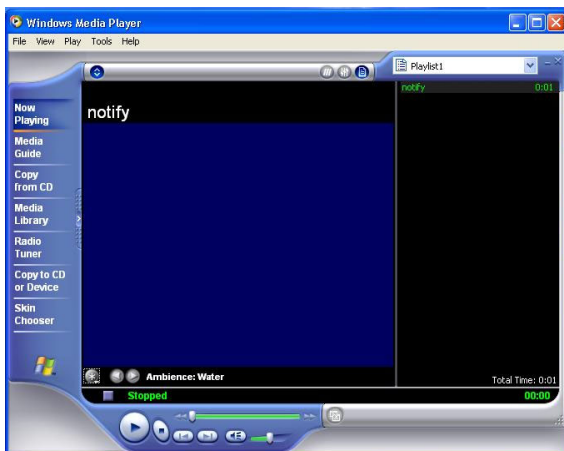 Windows Media Player
File View Play Tools Help
Playlist1
Now
Playing
Media
Guide
Copy
from CD
Media
Library
Radio
Tuner
Copy to CD
or Device
Skin
Chooser
notify
notify 0:01
Ambience: Water
Total Time: 0:01
Stopped 00:00